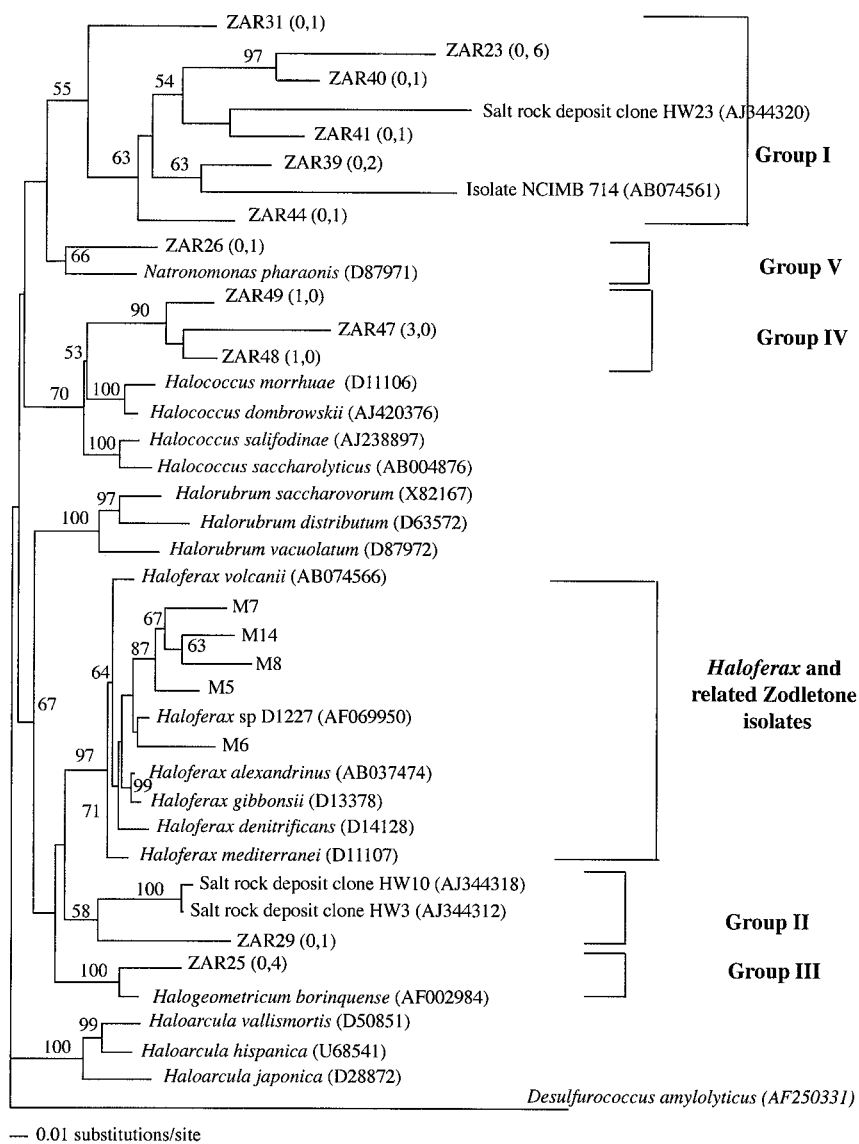 ZAR31 (0,1)
ZAR23 (0, 6)
97
ZAR40 (0,1)
55
54
Salt rock deposit clone HW23 (AJ344320)
ZAR41 (0,1)
Group I
63
63
ZAR39 (0,2)
Isolate NCIMB 714 (AB074561)
ZAR44 (0,1)
ZAR26 (0,1)
66
Group V
Natronomonas pharaonis (D87971)
ZAR49 (1,0)
90
ZAR47 (3,0)
Group IV
53
ZAR48 (1,0)
70
100
Halococcus morrhuae (D11106)
Halococcus dombrowskii (AJ420376)
Halococcus salifodinae (AJ238897)
100
Halococcus saccharolyticus (AB004876)
97
Halorubrum saccharovorum (X82167)
100
Halorubrum distributum (D63572)
Halorubrum vacuolatum (D87972)
Haloferax volcanii (AB074566)
M7
67
M14
87
63
M8
64
M5
Haloferax and
related Zodletone
isolates
67
Haloferax sp D1227 (AF069950)
M6
97
Haloferax alexandrinus (AB037474)
99
71
Haloferax gibbonsii (D13378)
Haloferax denitrificans (D14128)
Haloferax mediterranei (D11107)
100
Salt rock deposit clone HW10 (AJ344318)
Salt rock deposit clone HW3 (AJ344312)
58
Group II
ZAR29 (0,1)
100
ZAR25 (0,4)
Group III
Halogeometricum borinquense (AF002984)
99
Haloarcula vallismortis (D50851)
100
Haloarcula hispanica (U68541)
Haloarcula japonica (D28872)
Desulfurococcus amylolyticus (AF250331)
0.01 substitutions/site